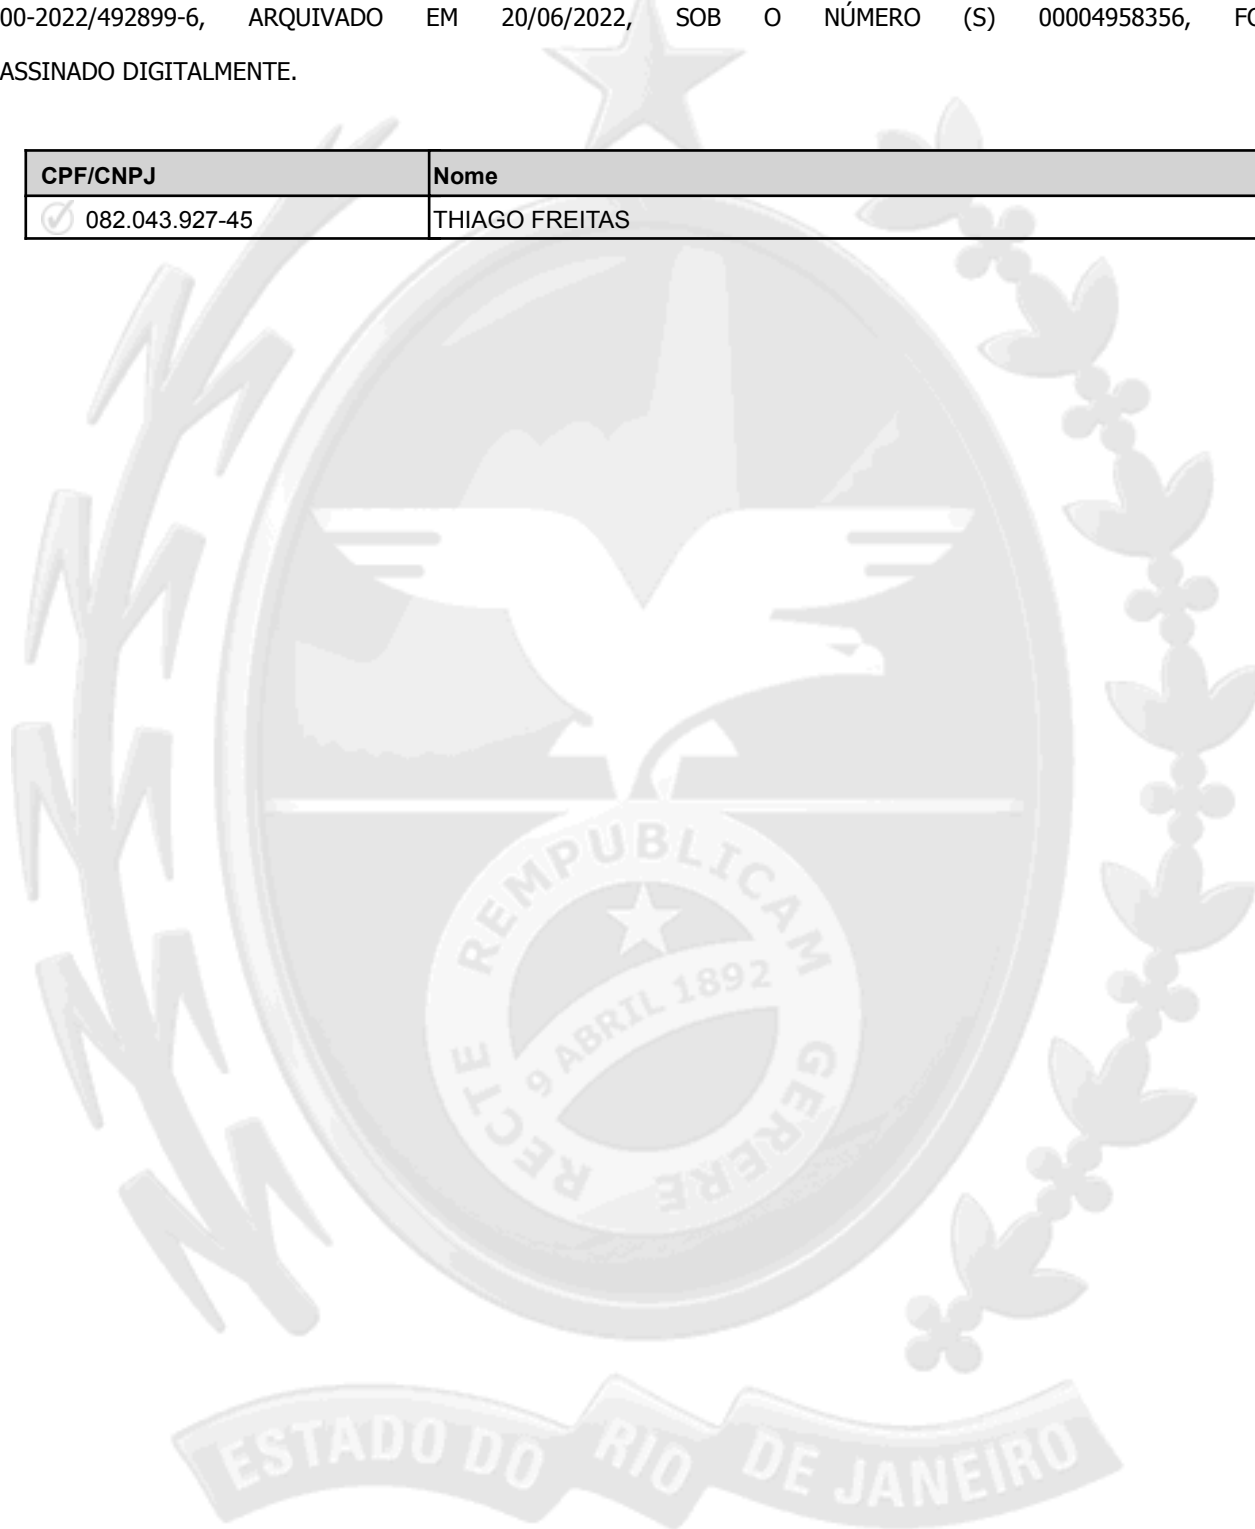 00-2022/492899-6, ARQUIVADO EM 20/06/2022, SOB O NÚMERO (S) 00004958356, FO
ASSINADO DIGITALMENTE.
CPF/CNPJ Nome
082.043.927-45 THIAGO FREITAS
RECTE REMPUBLICAM GERERE
9 ABRIL 1892
ESTADO DO RIO DE JANEIRO